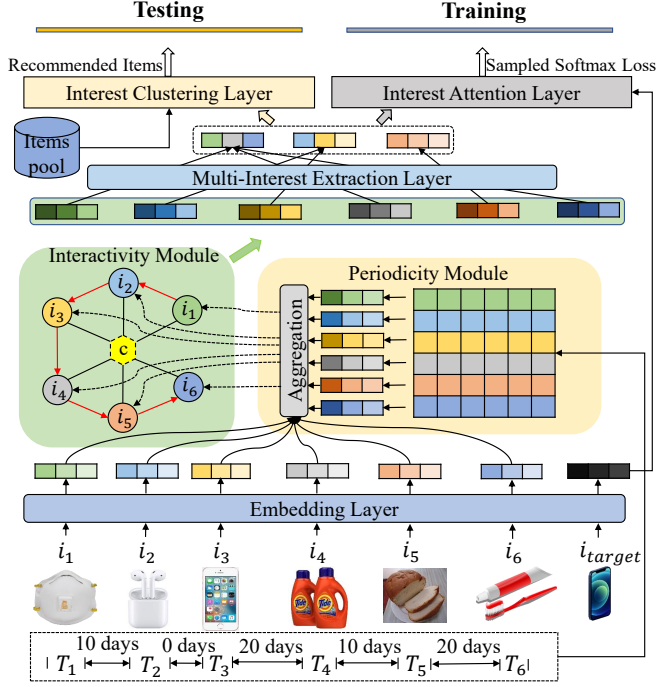 Testing
Training
Recommended Items
Sampled Softmax Loss
Interest Clustering Layer
Interest Attention Layer
Items
pool
Multi-Interest Extraction Layer
Interactivity Module
Periodicity Module
i1
i2
i3
i4
i5
i6
c
Aggregation
Embedding Layer
i1 i2 i3 i4 i5 i6 itarget
Tide Tide
10 days 0 days 20 days 10 days 20 days
T1 T2 T3 T4 T5 T6